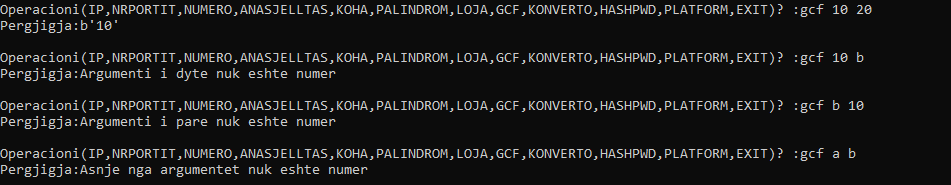 Operacioni(IP,NRPORTIT,NUMERO,ANASJELLTAS,KOHA,PALINDROM,LOJA,GCF,KONVERTO,HASHPWD,PLATFORM,EXIT)? :gcf 10 20
Pergjigja:b'10'
Operacioni(IP,NRPORTIT,NUMERO,ANASJELLTAS,KOHA,PALINDROM,LOJA,GCF,KONVERTO,HASHPWD,PLATFORM,EXIT)? :gcf 10 b
Pergjigja:Argumenti i dyte nuk eshte numer
Operacioni(IP,NRPORTIT,NUMERO,ANASJELLTAS,KOHA,PALINDROM,LOJA,GCF,KONVERTO,HASHPWD,PLATFORM,EXIT)? :gcf b 10
Pergjigja:Argumenti i pare nuk eshte numer
Operacioni(IP,NRPORTIT,NUMERO,ANASJELLTAS,KOHA,PALINDROM,LOJA,GCF,KONVERTO,HASHPWD,PLATFORM,EXIT)? :gcf a b
Pergjigja:Asnje nga argumentet nuk eshte numer